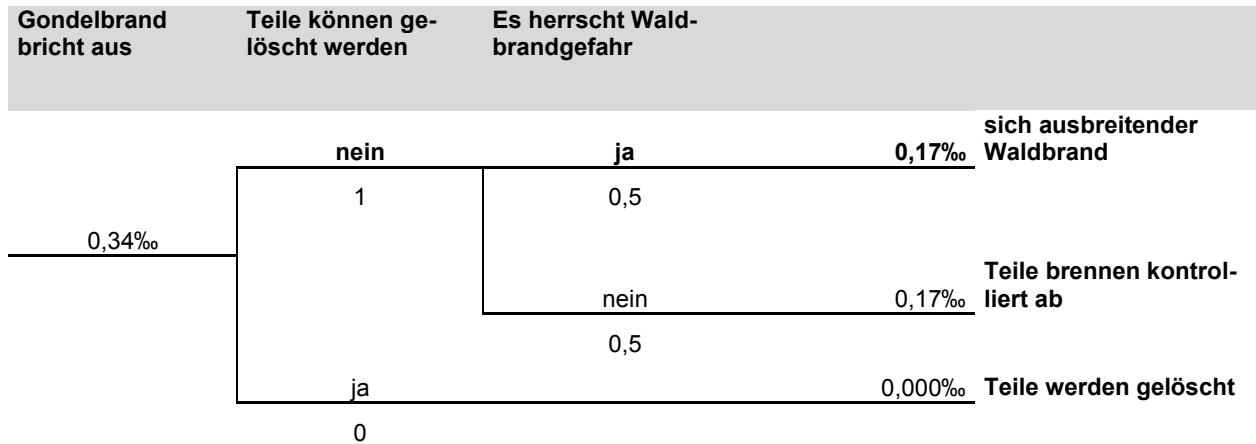 Gondelbrand
bricht aus
Teile können ge-
löscht werden
Es herrscht Wald-
brandgefahr
sich ausbreitender
nein ja 0,17‰ Waldbrand
1 0,5
0,34‰
Teile brennen kontrol-
nein 0,17‰ liert ab
0,5
ja 0,000‰ Teile werden gelöscht
0